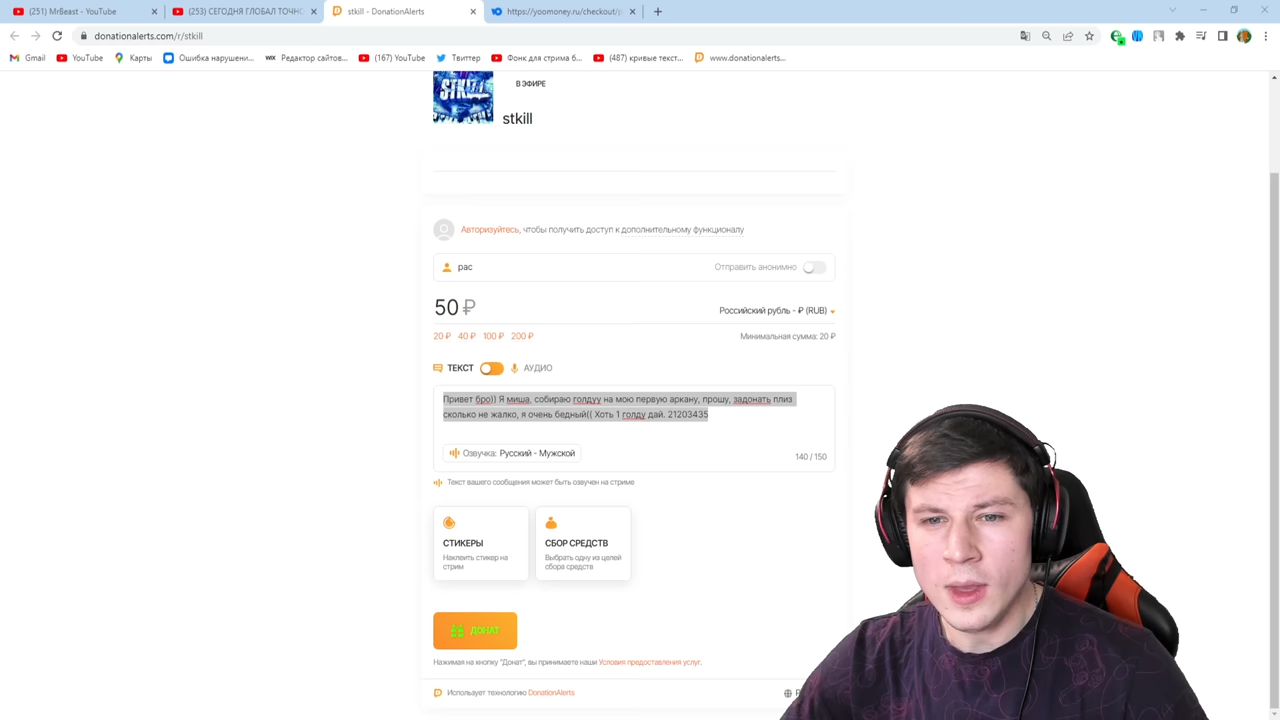 (251) MrBeast - YouTube
(253) СЕГОДНЯ ГЛОБАЛ ТОЧНО
stkill - DonationAlerts
https://yoomoney.ru/checkout/p
donationalerts.com/r/stkill
Gmail
YouTube
Карты
Ошибка нарушени...
WIX Редактор сайтов...
(167) YouTube
Твиттер
Фонк для стрима б...
(487) кривые текст...
www.donationalerts...
STKILL
В ЭФИРЕ
stkill
Авторизуйтесь, чтобы получить доступ к дополнительному функционалу
рас
Отправить анонимно
50 ₽
Российский рубль - ₽ (RUB)
20 ₽ 40 ₽ 100 ₽ 200 ₽
Минимальная сумма: 20 ₽
ТЕКСТ
АУДИО
Привет бро)) Я миша, собираю голдуу на мою первую аркану, прошу, задонать плиз
сколько не жалко, я очень бедный(( Хоть 1 голду дай. 21203435
Озвучка: Русский - Мужской
140 / 150
Текст вашего сообщения может быть озвучен на стриме
СТИКЕРЫ
Наклеить стикер на
стрим
СБОР СРЕДСТВ
Выбрать одну из целей
сбора средств
ДОНАТ
Нажимая на кнопку "Донат", вы принимаете наши Условия предоставления услуг.
Использует технологию DonationAlerts